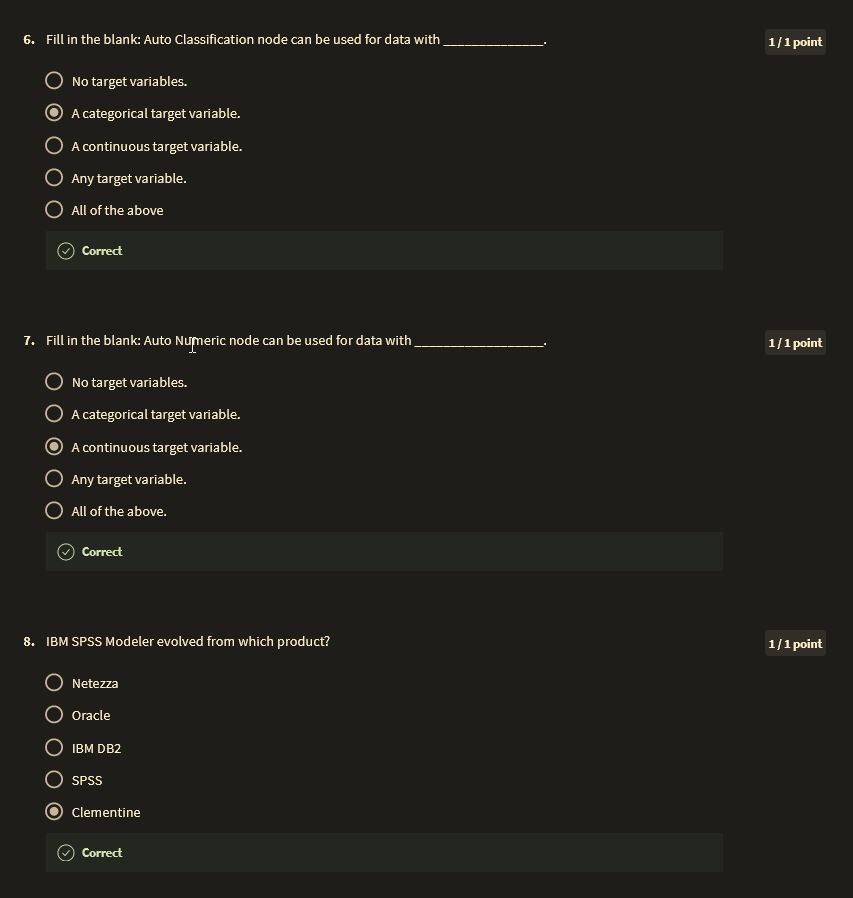 6. Fill in the blank: Auto Classification node can be used for data with ______________.
1 / 1 point
No target variables.
A categorical target variable.
A continuous target variable.
Any target variable.
All of the above
Correct
7. Fill in the blank: Auto Numeric node can be used for data with __________________.
1 / 1 point
No target variables.
A categorical target variable.
A continuous target variable.
Any target variable.
All of the above.
Correct
8. IBM SPSS Modeler evolved from which product?
1 / 1 point
Netezza
Oracle
IBM DB2
SPSS
Clementine
Correct